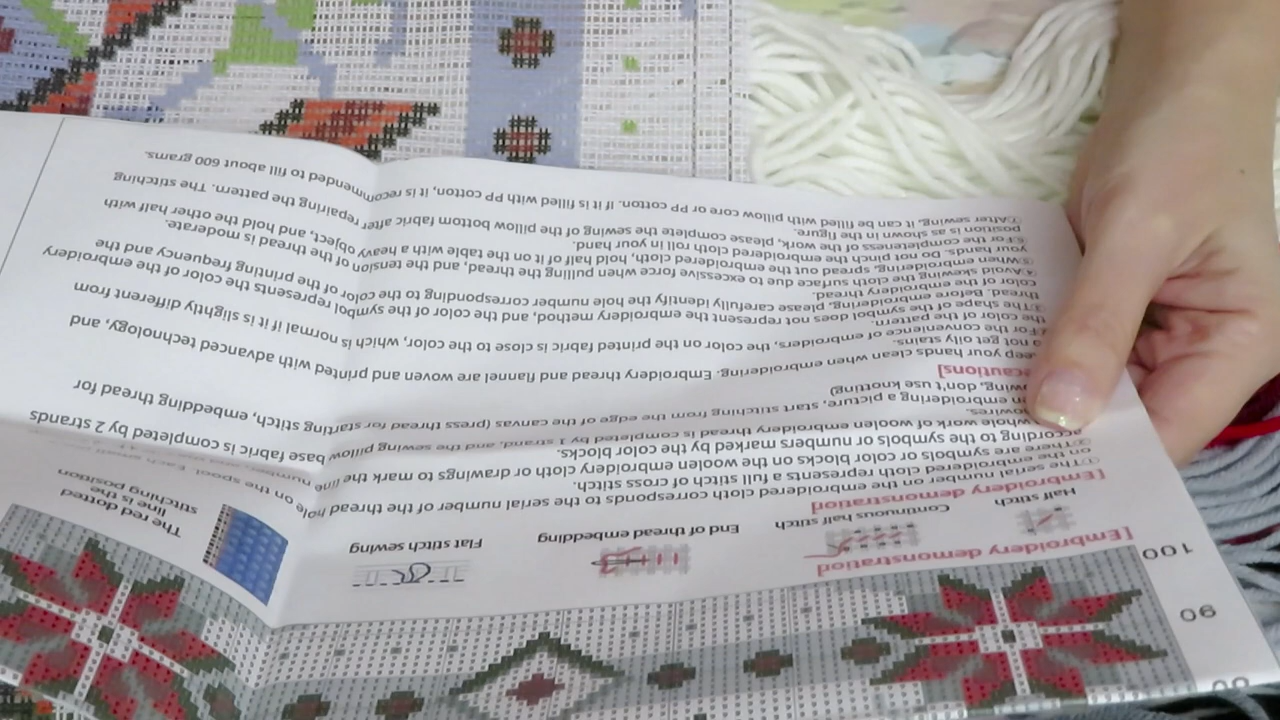 80
90
100
[Embroidery demonstration]
Half stitch
Continuous half stitch
End of thread embedding
Flat stitch sewing
The red dotted
line is the
stitching position
[Embroidery demonstration]
①The serial number on the embroidered cloth corresponds to the serial number of the thread hole on the spool. Each
on the embroidered cloth represents a full stitch of cross stitch.
are symbols or color blocks on the woolen embroidery cloth or drawings to mark the line number,
according to the symbols or numbers marked by the color blocks.
whole work of woolen embroidery thread is completed by 1 strand, and the sewing pillow base fabric is completed by 2 strands
embroidering a picture, start stitching from the edge of the canvas (press thread for starting stitch, embedding thread for
don't use knotting)
keep your hands clean when embroidering. Embroidery thread and flannel are woven and printed with advanced technology, and
not get oily stains.
For the convenience of embroiders, the color on the printed fabric is close to the color, which is normal if it is slightly different from
the color of the pattern.
③The shape of the symbol does not represent the embroidery method, and the color of the symbol represents the color of the embroidery
thread. Before embroidering, please carefully identify the hole number corresponding to the color of the printing frequency and the
color of the embroidery thread.
④Avoid skewing the cloth surface due to excessive force when pulling the thread, and the tension of the thread is moderate.
⑤When embroidering, spread out the embroidered cloth, hold half of it on the table with a heavy object, and hold the other half with
your hands. Do not pinch the embroidered cloth roll in your hand.
⑥For the completeness of the work, please complete the sewing of the pillow bottom fabric after repairing the pattern. The stitching
position is as shown in the figure.
⑦After sewing, it can be filled with pillow core or PP cotton. If it is filled with PP cotton, it is recommended to fill about 600 grams.